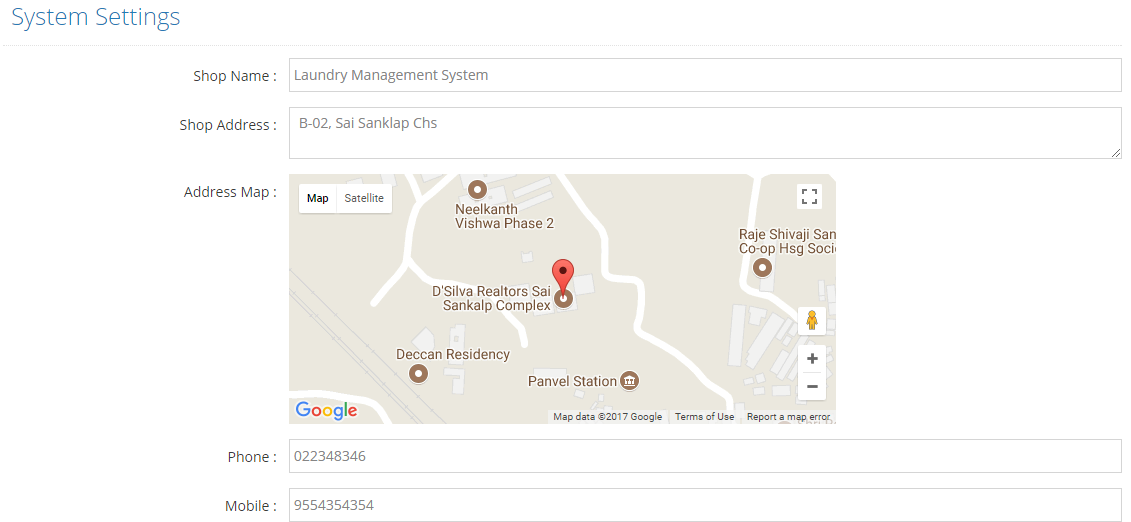 System Settings
Shop Name :
Laundry Management System
Shop Address :
B-02, Sai Sanklap Chs
Address Map :
Map
Satellite
Neelkanth
Vishwa Phase 2
Raje Shivaji San
Co-op Hsg Socie
D'Silva Realtors Sai
Sankalp Complex
Deccan Residency
Panvel Station
Google
Map data ©2017 Google
Terms of Use
Report a map error
Phone :
022348346
Mobile :
9554354354